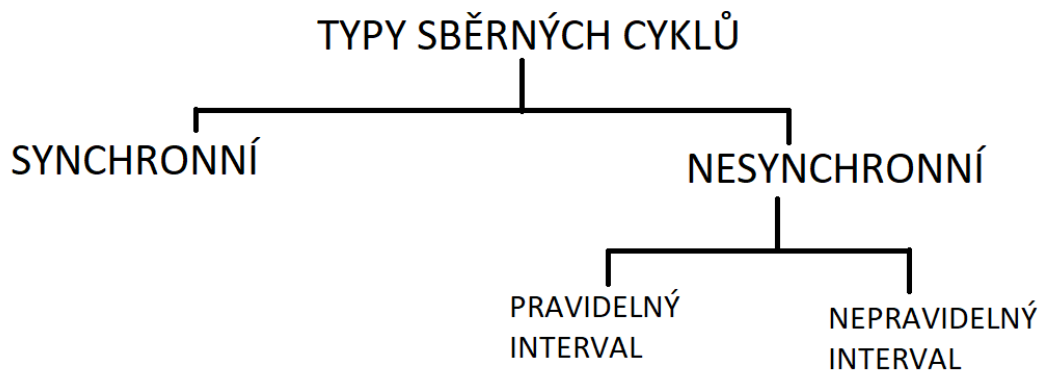 TYPY SBĚRNÝCH CYKLŮ
SYNCHRONNÍ
NESYNCHRONNÍ
PRAVIDELNÝ
INTERVAL
NEPRAVIDELNÝ
INTERVAL